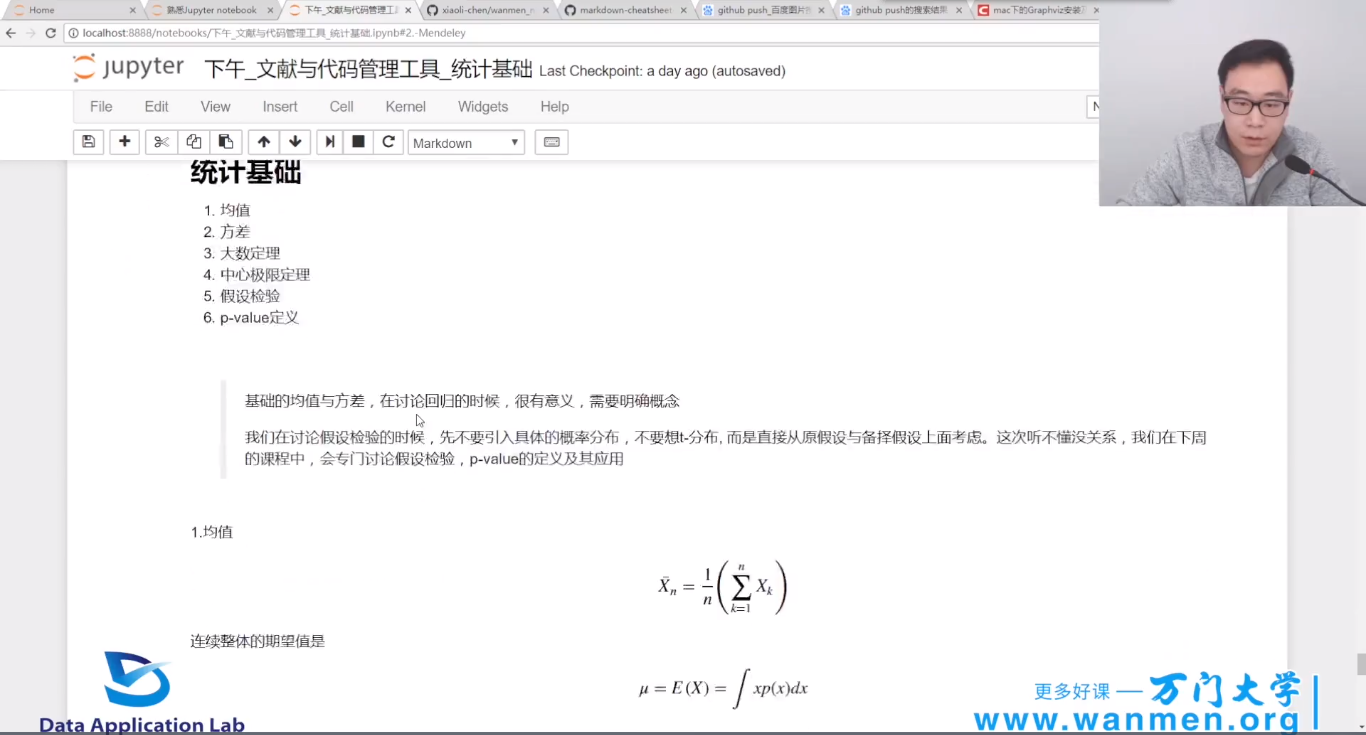 Home
熟悉Jupyter notebook
下午_文献与代码管理工具
xiaoli-chen/wanmen_
markdown-cheatsheet
github push_百度图片
github push的搜索结果
mac下的Graphviz安装
localhost:8888/notebooks/下午_文献与代码管理工具_统计基础.ipynb#2.-Mendeley
jupyter 下午_文献与代码管理工具_统计基础 Last Checkpoint: a day ago (autosaved)
File Edit View Insert Cell Kernel Widgets Help
Markdown
统计基础
1. 均值
2. 方差
3. 大数定理
4. 中心极限定理
5. 假设检验
6. p-value定义
基础的均值与方差，在讨论回归的时候，很有意义，需要明确概念
我们在讨论假设检验的时候，先不要引入具体的概率分布，不要想t-分布, 而是直接从原假设与备择假设上面考虑。这次听不懂没关系，我们在下周
的课程中，会专门讨论假设检验，p-value的定义及其应用
1.均值
X̄ₙ = 1/n (∑ₖ₌₁ⁿ Xₖ)
连续整体的期望值是
μ = E(X) = ∫ xp(x)dx
Data Application Lab
更多好课 — 万门大学
www.wanmen.org